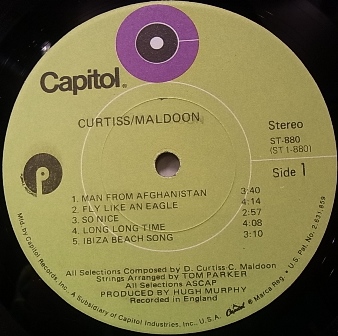 Capitol®
CURTISS/MALDOON
Stereo
ST-880
(ST 1-880)
Side 1
P
1. MAN FROM AFGHANISTAN 3:40
2. FLY LIKE AN EAGLE 4:14
3. SO NICE 2:57
4. LONG LONG TIME 4:08
5. IBIZA BEACH SONG 3:10
All Selections Composed by D. Curtiss-C. Maldoon
Strings Arranged by TOM PARKER
All Selections ASCAP
PRODUCED BY HUGH MURPHY
Recorded in England
Mfd. by Capitol Records, Inc., A Subsidiary of Capitol Industries, Inc., U.S.A. Capitol ® Marca Reg. • U.S. Pat. No. 2,631,859